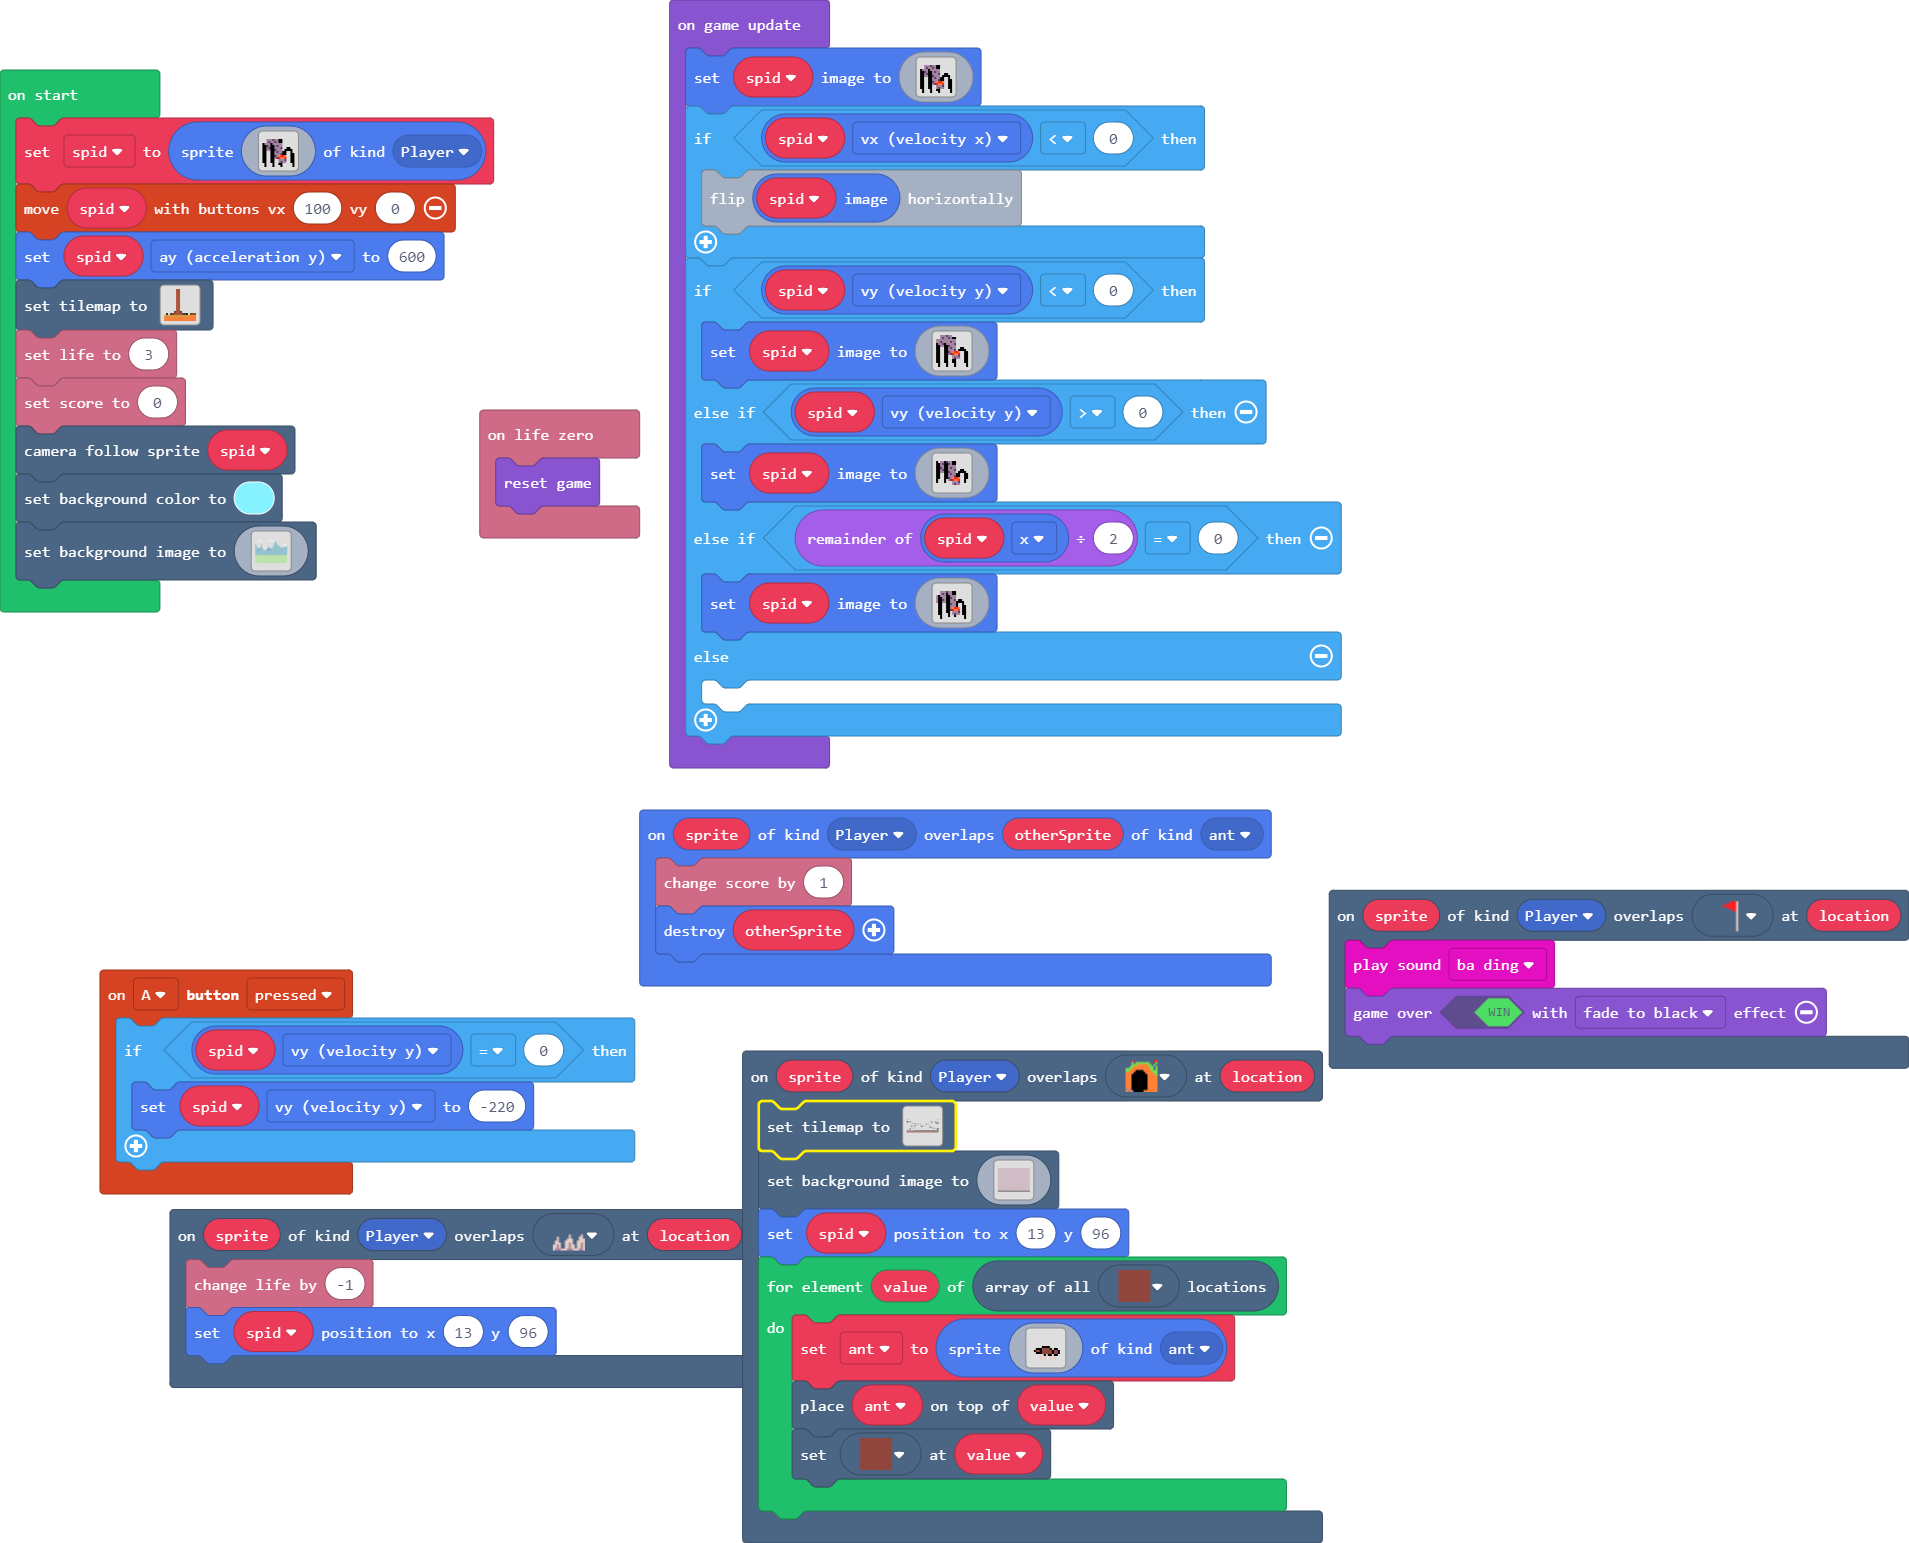 on start
set spid to sprite of kind Player
move spid with buttons vx 100 vy 0
set spid ay (acceleration y) to 600
set tilemap to
set life to 3
set score to 0
camera follow sprite spid
set background color to
set background image to
on life zero
reset game
on game update
set spid image to
if spid vx (velocity x) < 0 then
flip spid image horizontally
if spid vy (velocity y) < 0 then
set spid image to
else if spid vy (velocity y) > 0 then
set spid image to
else if remainder of spid x ÷ 2 = 0 then
set spid image to
else
on sprite of kind Player overlaps otherSprite of kind ant
change score by 1
destroy otherSprite
on sprite of kind Player overlaps at location
play sound ba ding
game over WIN with fade to black effect
on A button pressed
if spid vy (velocity y) = 0 then
set spid vy (velocity y) to -220
on sprite of kind Player overlaps at location
change life by -1
set spid position to x 13 y 96
on sprite of kind Player overlaps at location
set tilemap to
set background image to
set spid position to x 13 y 96
for element value of array of all locations
do
set ant to sprite of kind ant
place ant on top of value
set at value